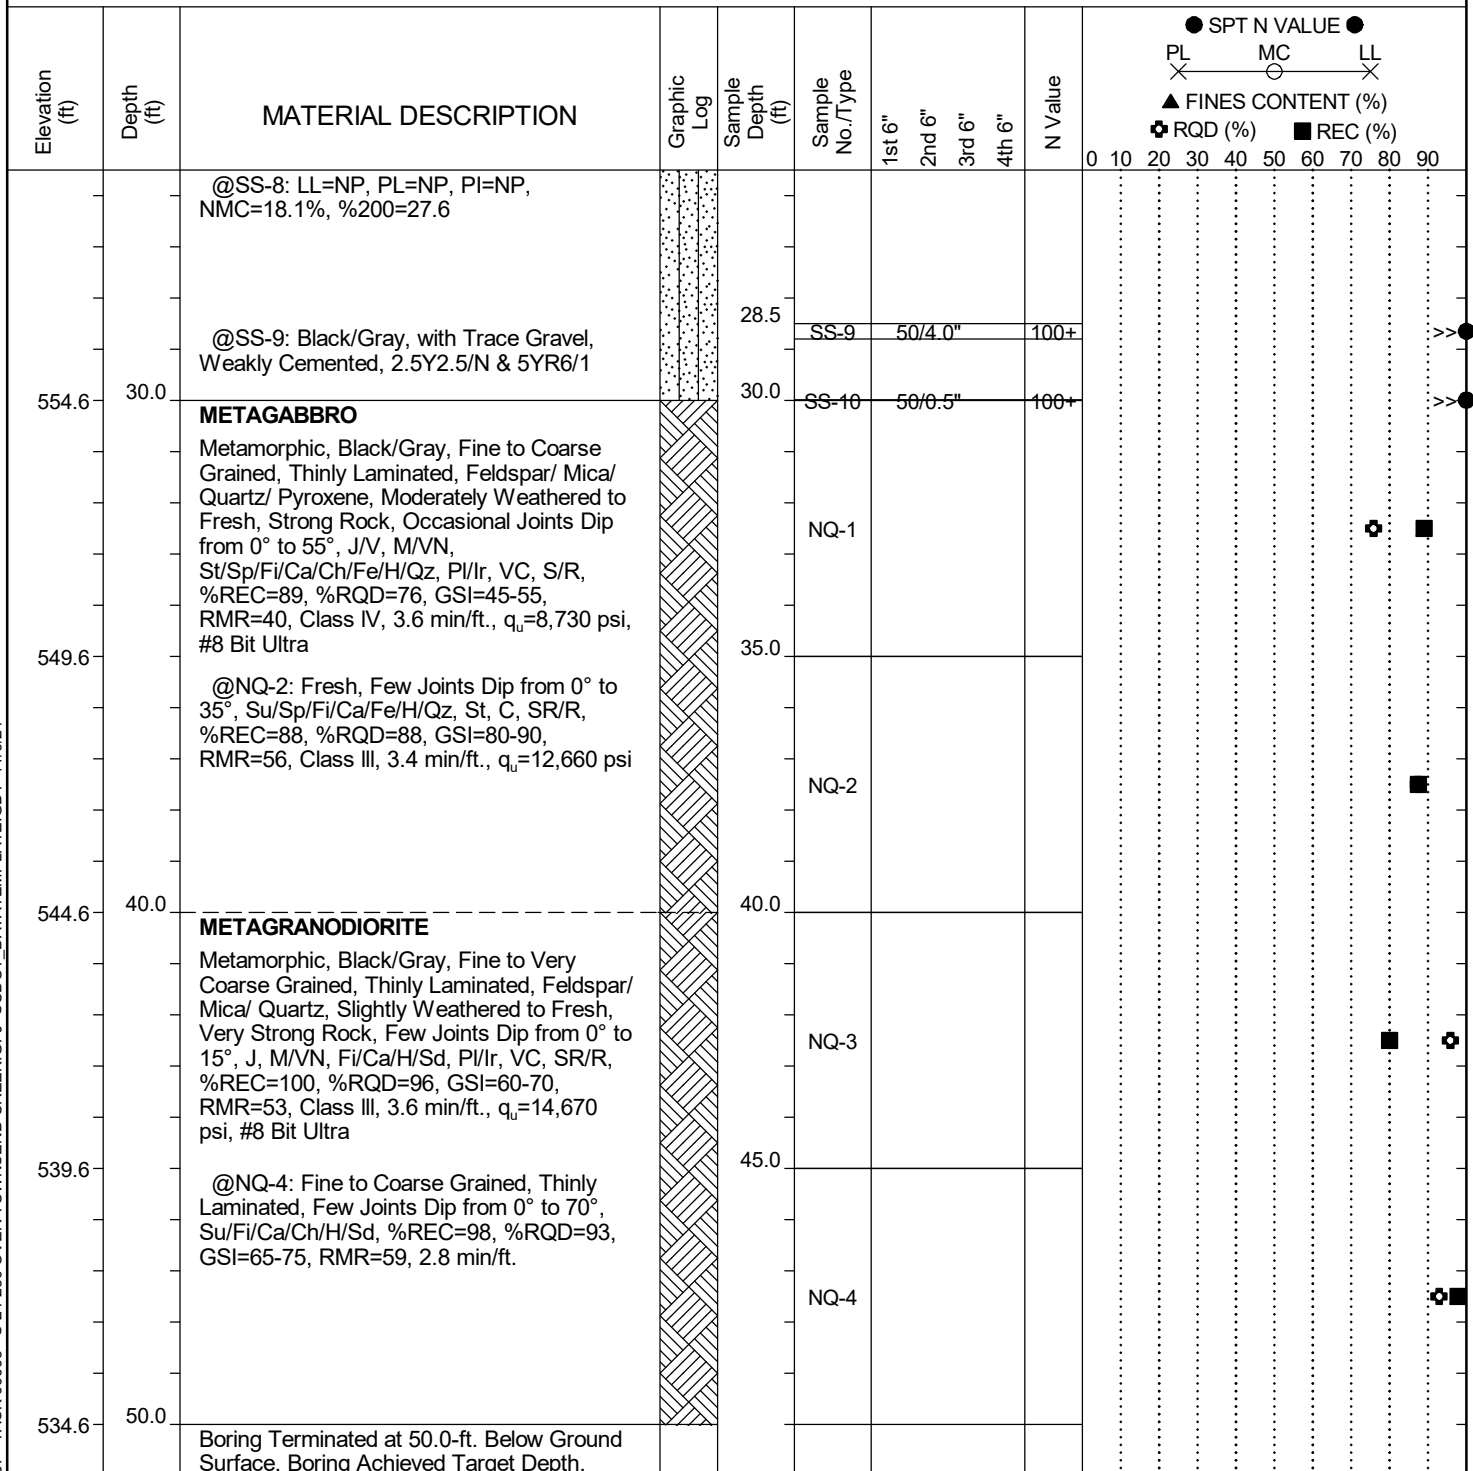 Elevation (ft)
Depth (ft)
MATERIAL DESCRIPTION
Graphic Log
Sample Depth (ft)
Sample No./Type
1st 6"
2nd 6"
3rd 6"
4th 6"
N Value
SPT N VALUE
PL MC LL
FINES CONTENT (%)
RQD (%) REC (%)
0 10 20 30 40 50 60 70 80 90
@SS-8: LL=NP, PL=NP, PI=NP,
NMC=18.1%, %200=27.6
28.5
@SS-9: Black/Gray, with Trace Gravel,
Weakly Cemented, 2.5Y2.5/N & 5YR6/1
SS-9 50/4.0" 100+ >>
554.6 30.0 30.0 SS-10 50/0.5" 100+ >>
METAGABBRO
Metamorphic, Black/Gray, Fine to Coarse
Grained, Thinly Laminated, Feldspar/ Mica/
Quartz/ Pyroxene, Moderately Weathered to
Fresh, Strong Rock, Occasional Joints Dip
from 0° to 55°, J/V, M/VN,
St/Sp/Fi/Ca/Ch/Fe/H/Qz, Pl/Ir, VC, S/R,
%REC=89, %RQD=76, GSI=45-55,
RMR=40, Class IV, 3.6 min/ft., qu=8,730 psi,
#8 Bit Ultra
NQ-1
549.6 35.0
@NQ-2: Fresh, Few Joints Dip from 0° to
35°, Su/Sp/Fi/Ca/Fe/H/Qz, St, C, SR/R,
%REC=88, %RQD=88, GSI=80-90,
RMR=56, Class III, 3.4 min/ft., qu=12,660 psi
NQ-2
544.6 40.0 40.0
METAGRANODIORITE
Metamorphic, Black/Gray, Fine to Very
Coarse Grained, Thinly Laminated, Feldspar/
Mica/ Quartz, Slightly Weathered to Fresh,
Very Strong Rock, Few Joints Dip from 0° to
15°, J, M/VN, Fi/Ca/H/Sd, Pl/Ir, VC, SR/R,
%REC=100, %RQD=96, GSI=60-70,
RMR=53, Class III, 3.6 min/ft., qu=14,670
psi, #8 Bit Ultra
NQ-3
539.6 45.0
@NQ-4: Fine to Coarse Grained, Thinly
Laminated, Few Joints Dip from 0° to 70°,
Su/Fi/Ca/Ch/H/Sd, %REC=98, %RQD=93,
GSI=65-75, RMR=59, 2.8 min/ft.
NQ-4
534.6 50.0
Boring Terminated at 50.0-ft. Below Ground
Surface. Boring Achieved Target Depth.